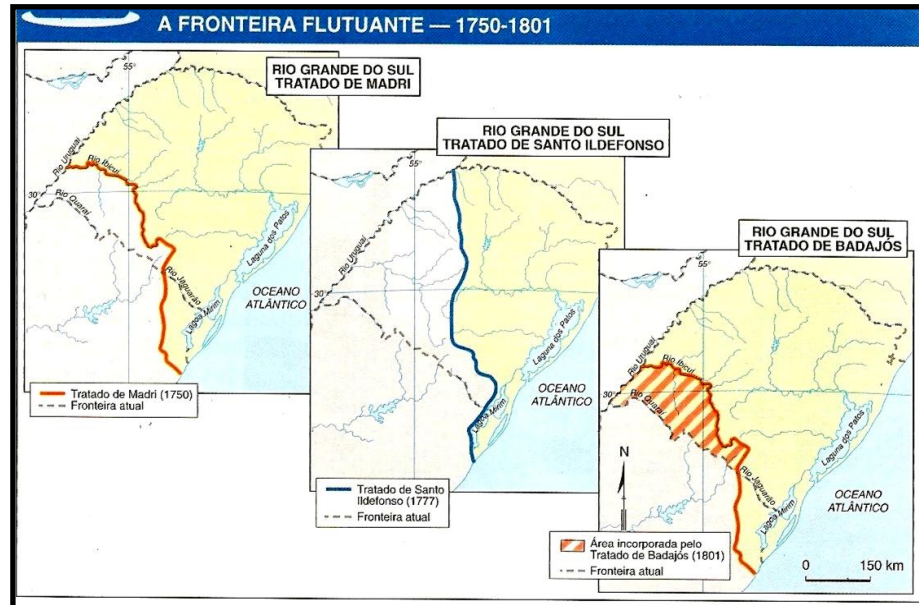 A FRONTEIRA FLUTUANTE — 1750-1801
RIO GRANDE DO SUL
TRATADO DE MADRI
55°
Rio Uruguai
Rio Ibicuí
30°
Rio Quaraí
Laguna dos Patos
Rio Jaguarão
Lagoa Mirim
OCEANO
ATLÂNTICO
Tratado de Madri (1750)
Fronteira atual
RIO GRANDE DO SUL
TRATADO DE SANTO ILDEFONSO
55°
Rio Uruguai
30°
Laguna dos Patos
Lagoa Mirim
OCEANO
ATLÂNTICO
Tratado de Santo
Ildefonso (1777)
Fronteira atual
RIO GRANDE DO SUL
TRATADO DE BADAJÓS
55°
Rio Uruguai
Rio Ibicuí
30°
Rio Quaraí
Laguna dos Patos
Rio Jaguarão
Lagoa Mirim
OCEANO
ATLÂNTICO
N
Área incorporada pelo
Tratado de Badajós (1801)
Fronteira atual
0 150 km